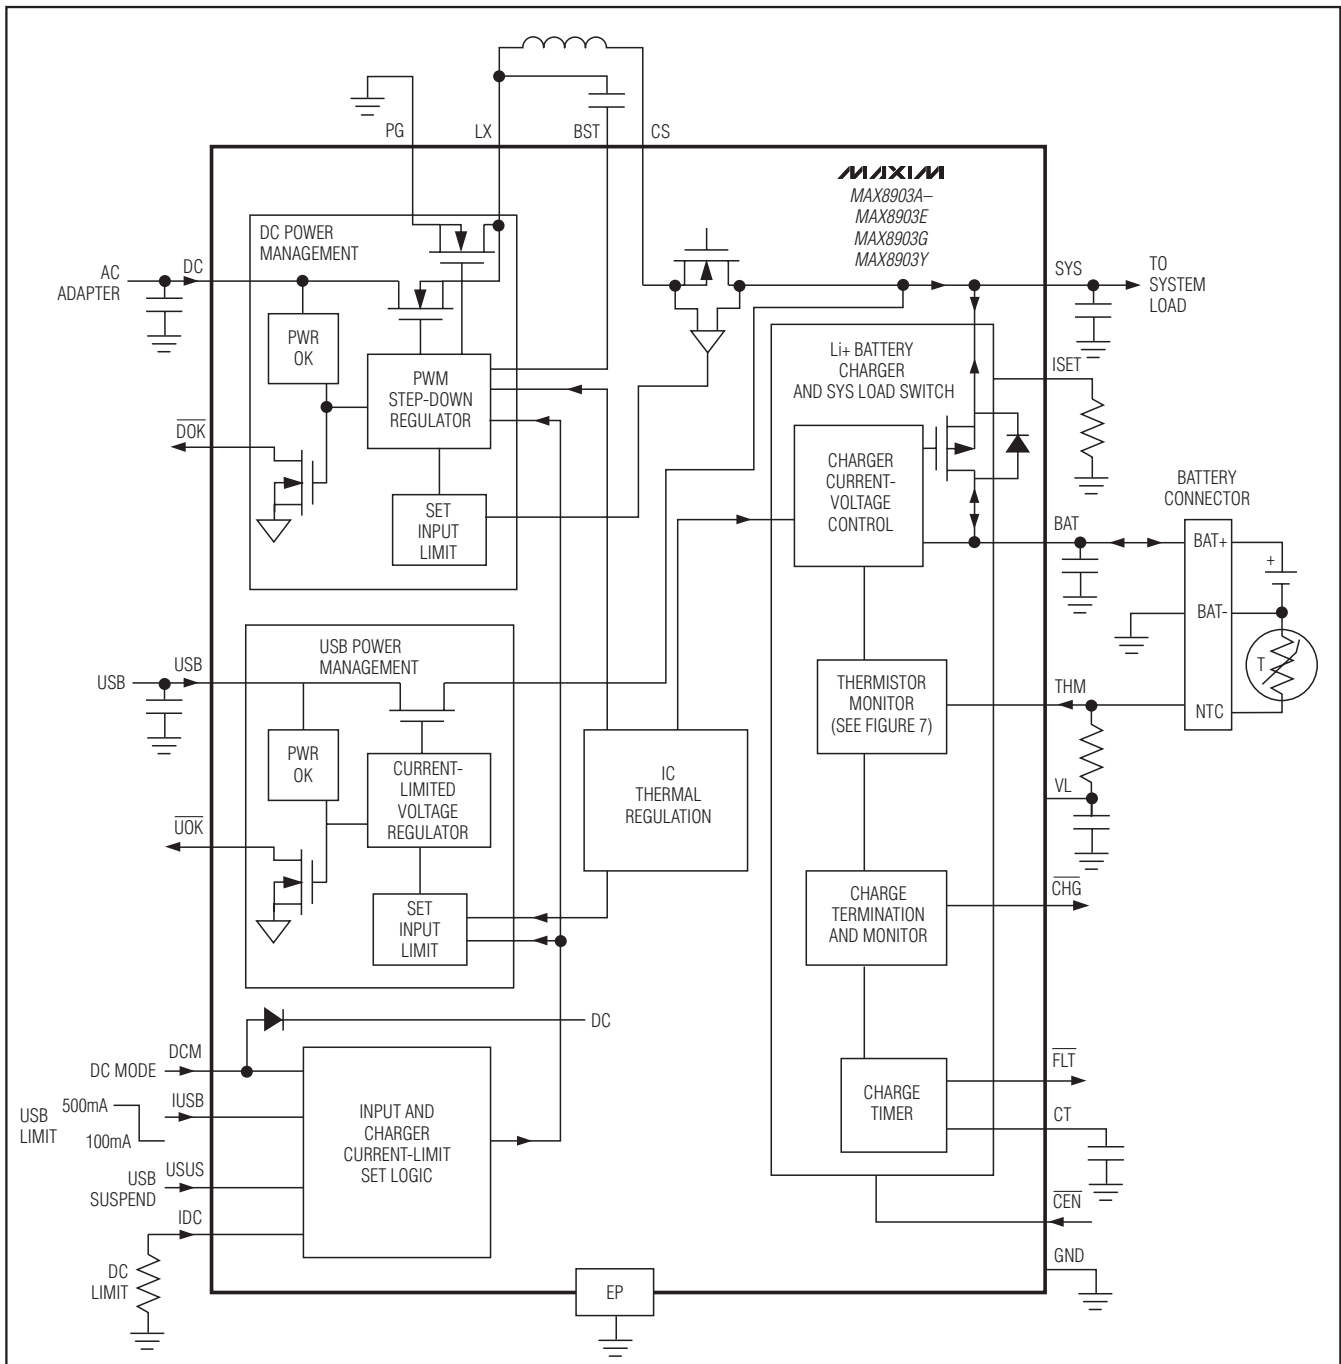 PG
LX
BST
CS
MAXIM
MAX8903A–
MAX8903E
MAX8903G
MAX8903Y
DC POWER
MANAGEMENT
AC
ADAPTER
DC
PWR
OK
PWM
STEP-DOWN
REGULATOR
DOK
SET
INPUT
LIMIT
SYS
TO
SYSTEM
LOAD
Li+ BATTERY
CHARGER
AND SYS LOAD SWITCH
ISET
CHARGER
CURRENT-
VOLTAGE
CONTROL
BATTERY
CONNECTOR
BAT
BAT+
+
BAT-
T
NTC
USB POWER
MANAGEMENT
USB
USB
PWR
OK
CURRENT-
LIMITED
VOLTAGE
REGULATOR
UOK
SET
INPUT
LIMIT
IC
THERMAL
REGULATION
THERMISTOR
MONITOR
(SEE FIGURE 7)
THM
VL
CHARGE
TERMINATION
AND MONITOR
CHG
DC
DCM
DC MODE
USB
LIMIT
500mA
100mA
IUSB
USUS
USB
SUSPEND
IDC
DC
LIMIT
INPUT AND
CHARGER
CURRENT-LIMIT
SET LOGIC
CHARGE
TIMER
FLT
CT
CEN
GND
EP